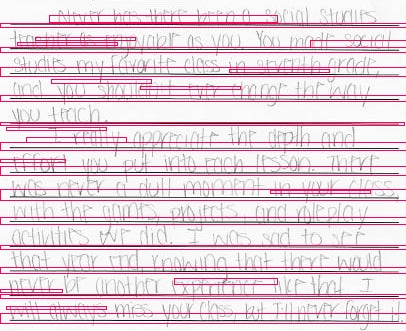 Never has there been a social studies
teacher as enjoyable as you. You made social
studies my favorite class in seventh grade,
and you shouldn't ever change the way
you teach.
I really appreciate the depth and
effort you put into each lesson. There
was never a dull moment in your class,
with the games, projects, and roleplay
activities we did. I was sad to see
that year end knowing that there would
never be another experience like that. I
will always miss your class, but I'll never forget it.